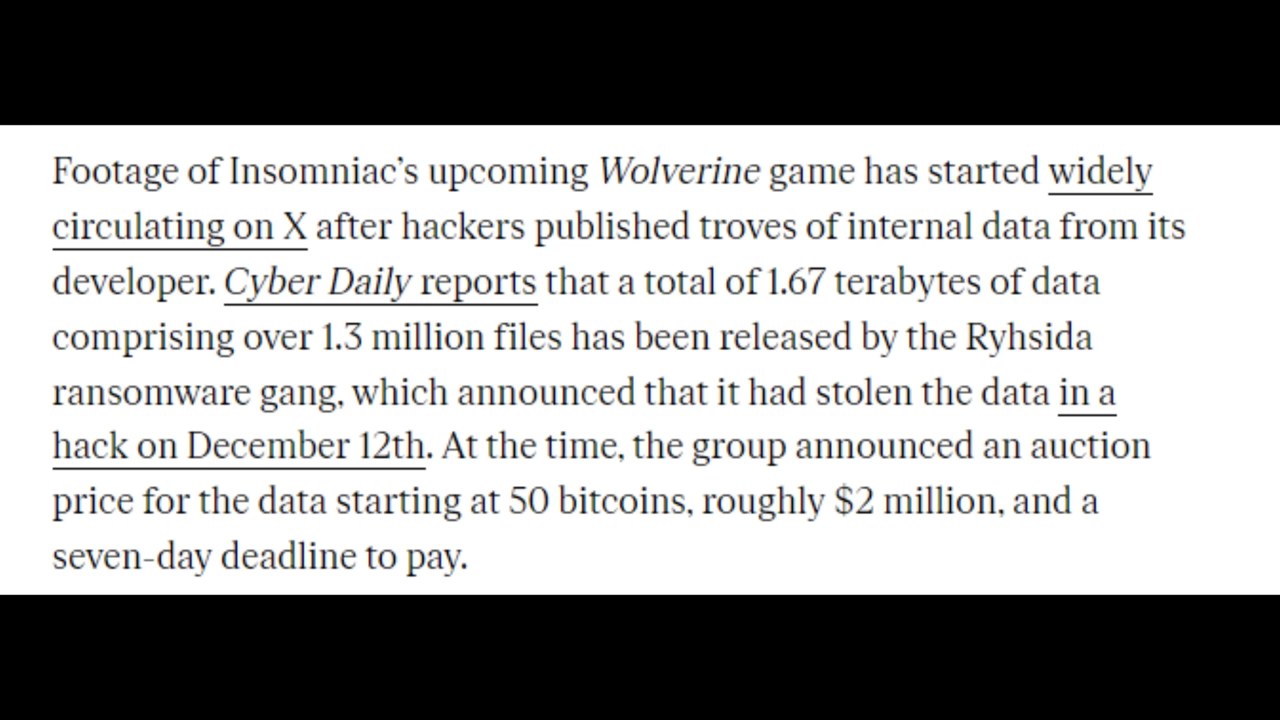 Footage of Insomniac’s upcoming Wolverine game has started widely
circulating on X after hackers published troves of internal data from its
developer. Cyber Daily reports that a total of 1.67 terabytes of data
comprising over 1.3 million files has been released by the Ryhsida
ransomware gang, which announced that it had stolen the data in a
hack on December 12th. At the time, the group announced an auction
price for the data starting at 50 bitcoins, roughly $2 million, and a
seven-day deadline to pay.